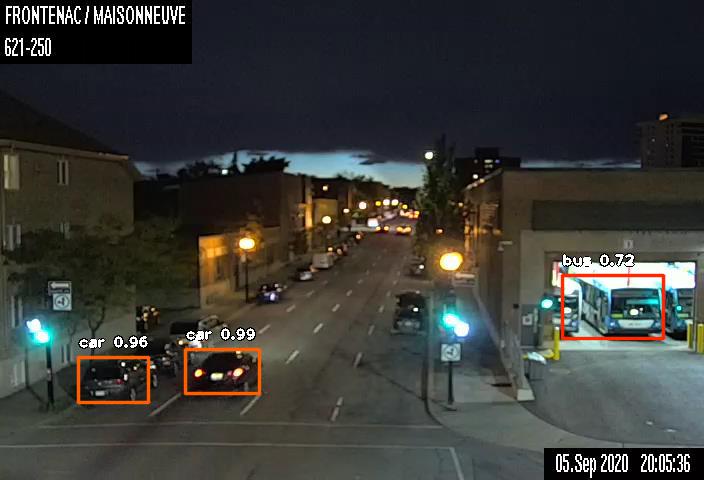 FRONTENAC / MAISONNEUVE
621-250
bus 0.72
car 0.99
car 0.96
05.Sep 2020 20:05:36